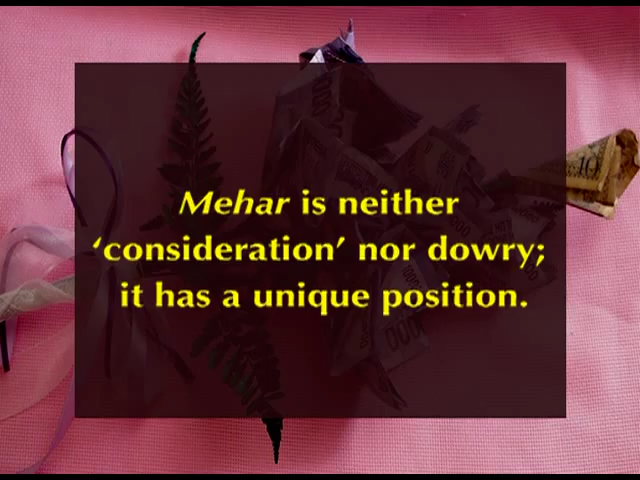 Mehar is neither
‘consideration’ nor dowry;
it has a unique position.